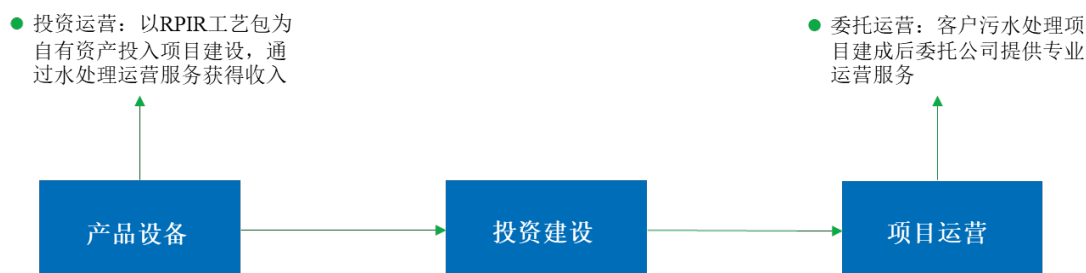 投资运营：以RPIR工艺包为
自有资产投入项目建设，通
过水处理运营服务获得收入
委托运营：客户污水处理项
目建成后委托公司提供专业
运营服务
产品设备
投资建设
项目运营